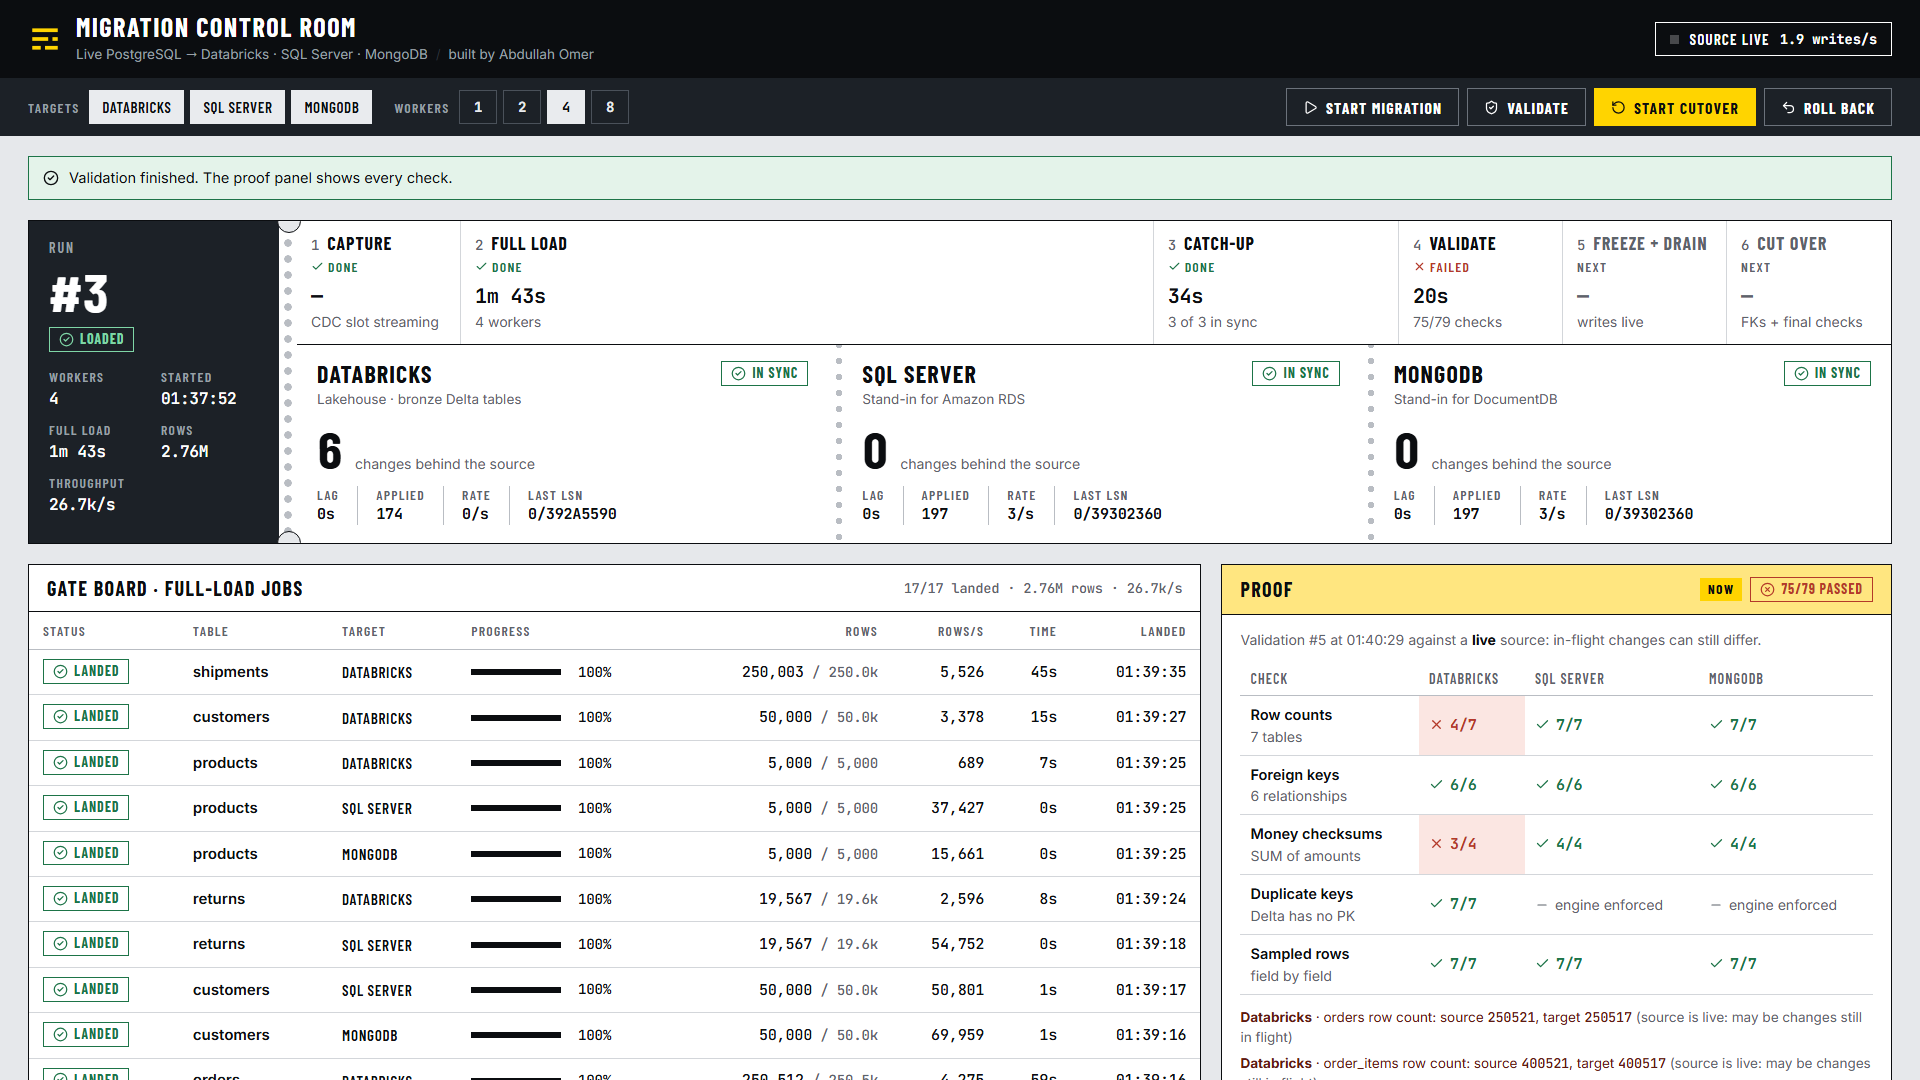 MIGRATION CONTROL ROOM
Live PostgreSQL → Databricks · SQL Server · MongoDB / built by Abdullah Omer
SOURCE LIVE 1.9 writes/s
TARGETS DATABRICKS SQL SERVER MONGODB WORKERS 1 2 4 8
START MIGRATION VALIDATE START CUTOVER ROLL BACK
Validation finished. The proof panel shows every check.
RUN
#3
LOADED
WORKERS STARTED
4 01:37:52
FULL LOAD ROWS
1m 43s 2.76M
THROUGHPUT
26.7k/s
1 CAPTURE
DONE
—
CDC slot streaming
2 FULL LOAD
DONE
1m 43s
4 workers
3 CATCH-UP
DONE
34s
3 of 3 in sync
4 VALIDATE
FAILED
20s
75/79 checks
5 FREEZE + DRAIN
NEXT
—
writes live
6 CUT OVER
NEXT
—
FKs + final checks
DATABRICKS IN SYNC
Lakehouse · bronze Delta tables
6 changes behind the source
LAG APPLIED RATE LAST LSN
0s 174 0/s 0/392A5590
SQL SERVER IN SYNC
Stand-in for Amazon RDS
0 changes behind the source
LAG APPLIED RATE LAST LSN
0s 197 3/s 0/39302360
MONGODB IN SYNC
Stand-in for DocumentDB
0 changes behind the source
LAG APPLIED RATE LAST LSN
0s 197 3/s 0/39302360
GATE BOARD · FULL-LOAD JOBS 17/17 landed · 2.76M rows · 26.7k/s
STATUS TABLE TARGET PROGRESS ROWS ROWS/S TIME LANDED
LANDED shipments DATABRICKS 100% 250,003 / 250.0k 5,526 45s 01:39:35
LANDED customers DATABRICKS 100% 50,000 / 50.0k 3,378 15s 01:39:27
LANDED products DATABRICKS 100% 5,000 / 5,000 689 7s 01:39:25
LANDED products SQL SERVER 100% 5,000 / 5,000 37,427 0s 01:39:25
LANDED products MONGODB 100% 5,000 / 5,000 15,661 0s 01:39:25
LANDED returns DATABRICKS 100% 19,567 / 19.6k 2,596 8s 01:39:24
LANDED returns SQL SERVER 100% 19,567 / 19.6k 54,752 0s 01:39:18
LANDED customers SQL SERVER 100% 50,000 / 50.0k 50,801 1s 01:39:17
LANDED customers MONGODB 100% 50,000 / 50.0k 69,959 1s 01:39:16
LANDED orders DATABRICKS 100% 250,512 / 250.5k 4,275 59s 01:39:16
PROOF NOW 75/79 PASSED
Validation #5 at 01:40:29 against a live source: in-flight changes can still differ.
CHECK DATABRICKS SQL SERVER MONGODB
Row counts
7 tables
4/7 7/7 7/7
Foreign keys
6 relationships
6/6 6/6 6/6
Money checksums
SUM of amounts
3/4 4/4 4/4
Duplicate keys
Delta has no PK
7/7 — engine enforced — engine enforced
Sampled rows
field by field
7/7 7/7 7/7
Databricks · orders row count: source 250521, target 250517 (source is live: may be changes still
in flight)
Databricks · order_items row count: source 400521, target 400517 (source is live: may be changes
still in flight)